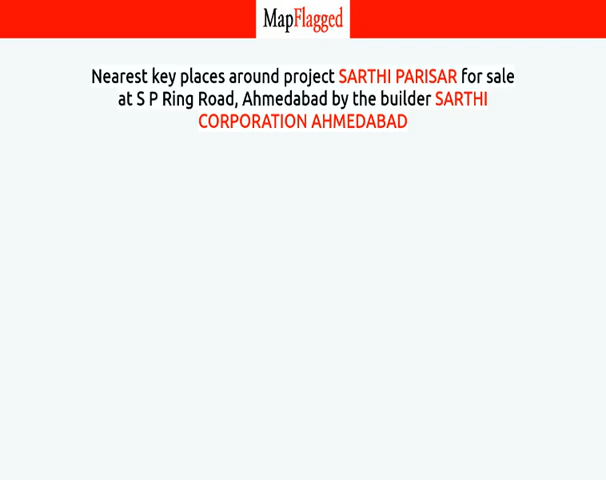 MapFlagged
Nearest key places around project SARTHI PARISAR for sale
at S P Ring Road, Ahmedabad by the builder SARTHI
CORPORATION AHMEDABAD